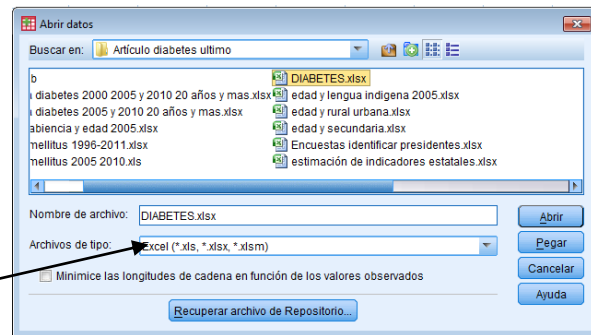 Abrir datos
Buscar en: Artículo diabetes ultimo
b
diabetes 2000 2005 y 2010 20 años y mas.xlsx
diabetes 2005 y 2010 20 años y mas.xlsx
abiencia y edad 2005.xlsx
mellitus 1996-2011.xlsx
mellitus 2005 2010.xls
DIABETES.xlsx
edad y lengua indigena 2005.xlsx
edad y rural urbana.xlsx
edad y secundaria.xlsx
Encuestas identificar presidentes.xlsx
estimación de indicadores estatales.xlsx
Nombre de archivo: DIABETES.xlsx
Abrir
Archivos de tipo: Excel (*.xls, *.xlsx, *.xlsm)
Pegar
Minimice las longitudes de cadena en función de los valores observados
Cancelar
Ayuda
Recuperar archivo de Repositorio...